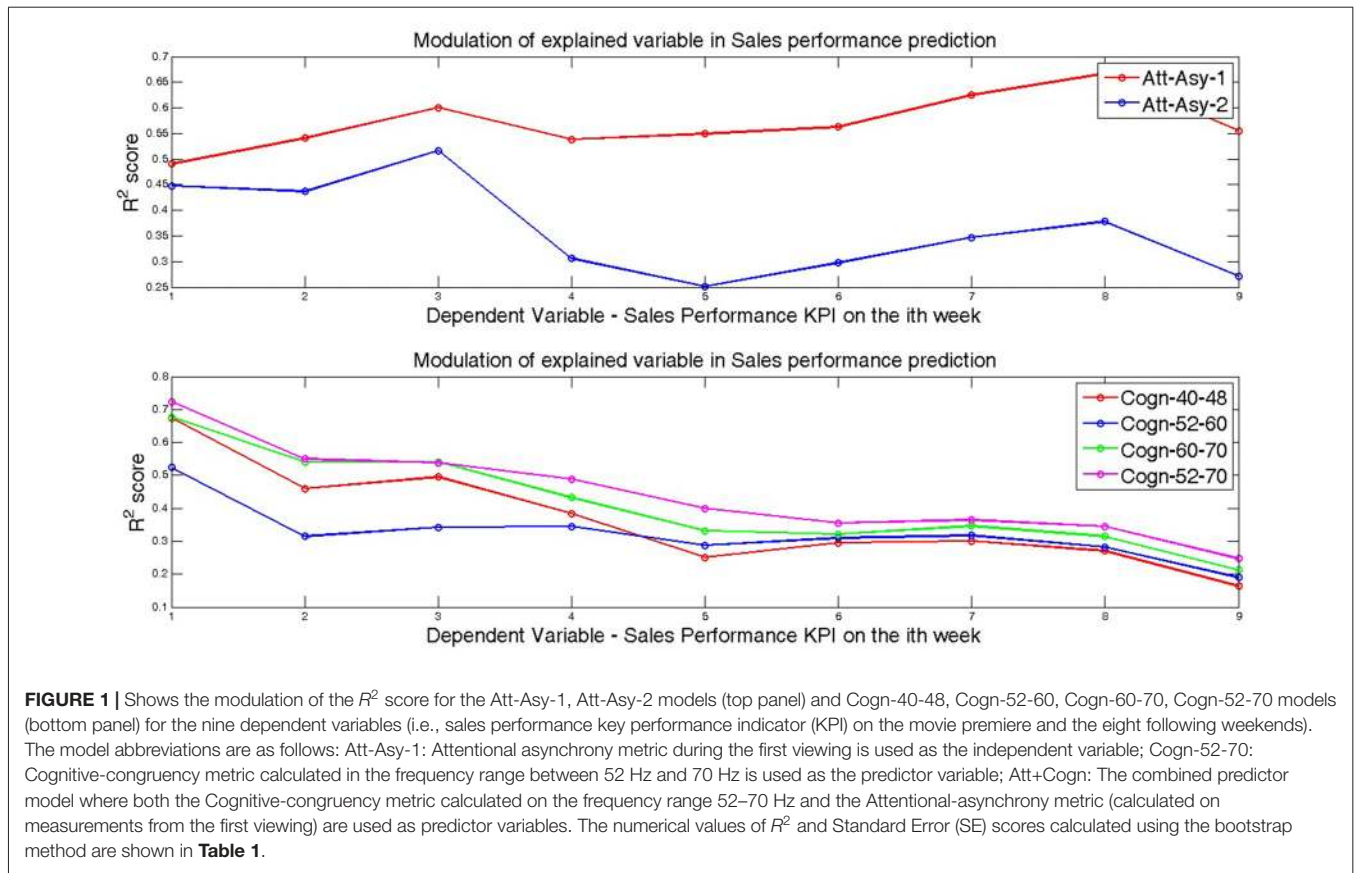 Modulation of explained variable in Sales performance prediction
0.7
0.65
0.6
0.55
0.5
0.45
0.4
0.35
0.3
0.25
R² score
Att-Asy-1
Att-Asy-2
1 2 3 4 5 6 7 8 9
Dependent Variable - Sales Performance KPI on the ith week
Modulation of explained variable in Sales performance prediction
0.8
0.7
0.6
0.5
0.4
0.3
0.2
0.1
R² score
Cogn-40-48
Cogn-52-60
Cogn-60-70
Cogn-52-70
1 2 3 4 5 6 7 8 9
Dependent Variable - Sales Performance KPI on the ith week
FIGURE 1 | Shows the modulation of the R² score for the Att-Asy-1, Att-Asy-2 models (top panel) and Cogn-40-48, Cogn-52-60, Cogn-60-70, Cogn-52-70 models
(bottom panel) for the nine dependent variables (i.e., sales performance key performance indicator (KPI) on the movie premiere and the eight following weekends).
The model abbreviations are as follows: Att-Asy-1: Attentional asynchrony metric during the first viewing is used as the independent variable; Cogn-52-70:
Cognitive-congruency metric calculated in the frequency range between 52 Hz and 70 Hz is used as the predictor variable; Att+Cogn: The combined predictor
model where both the Cognitive-congruency metric calculated on the frequency range 52–70 Hz and the Attentional-asynchrony metric (calculated on
measurements from the first viewing) are used as predictor variables. The numerical values of R² and Standard Error (SE) scores calculated using the bootstrap
method are shown in Table 1.